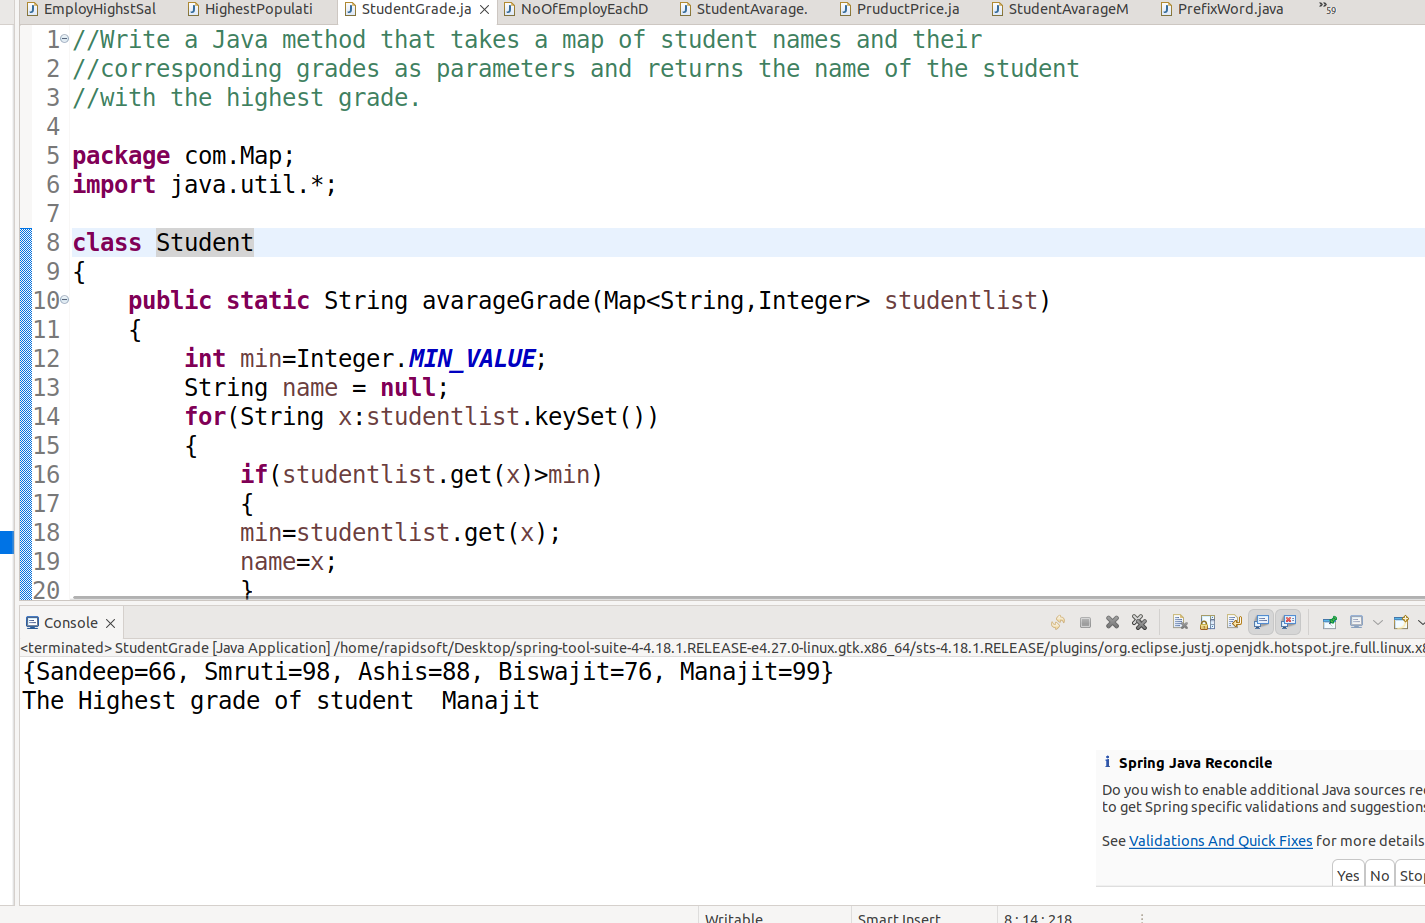 EmployHighstSal HighestPopulati StudentGrade.ja NoOfEmployEachD StudentAvarage. PruductPrice.ja StudentAvarageM PrefixWord.java »59
1 //Write a Java method that takes a map of student names and their
2 //corresponding grades as parameters and returns the name of the student
3 //with the highest grade.
4
5 package com.Map;
6 import java.util.*;
7
8 class Student
9 {
10 public static String avarageGrade(Map<String,Integer> studentlist)
11 {
12 int min=Integer.MIN_VALUE;
13 String name = null;
14 for(String x:studentlist.keySet())
15 {
16 if(studentlist.get(x)>min)
17 {
18 min=studentlist.get(x);
19 name=x;
20 }
Console
<terminated> StudentGrade [Java Application] /home/rapidsoft/Desktop/spring-tool-suite-4-4.18.1.RELEASE-e4.27.0-linux.gtk.x86_64/sts-4.18.1.RELEASE/plugins/org.eclipse.justj.openjdk.hotspot.jre.full.linux.x8
{Sandeep=66, Smruti=98, Ashis=88, Biswajit=76, Manajit=99}
The Highest grade of student  Manajit
Spring Java Reconcile
Do you wish to enable additional Java sources rec
to get Spring specific validations and suggestions
See Validations And Quick Fixes for more details
Yes No Stop
Writable Smart Insert 8 : 14 : 218